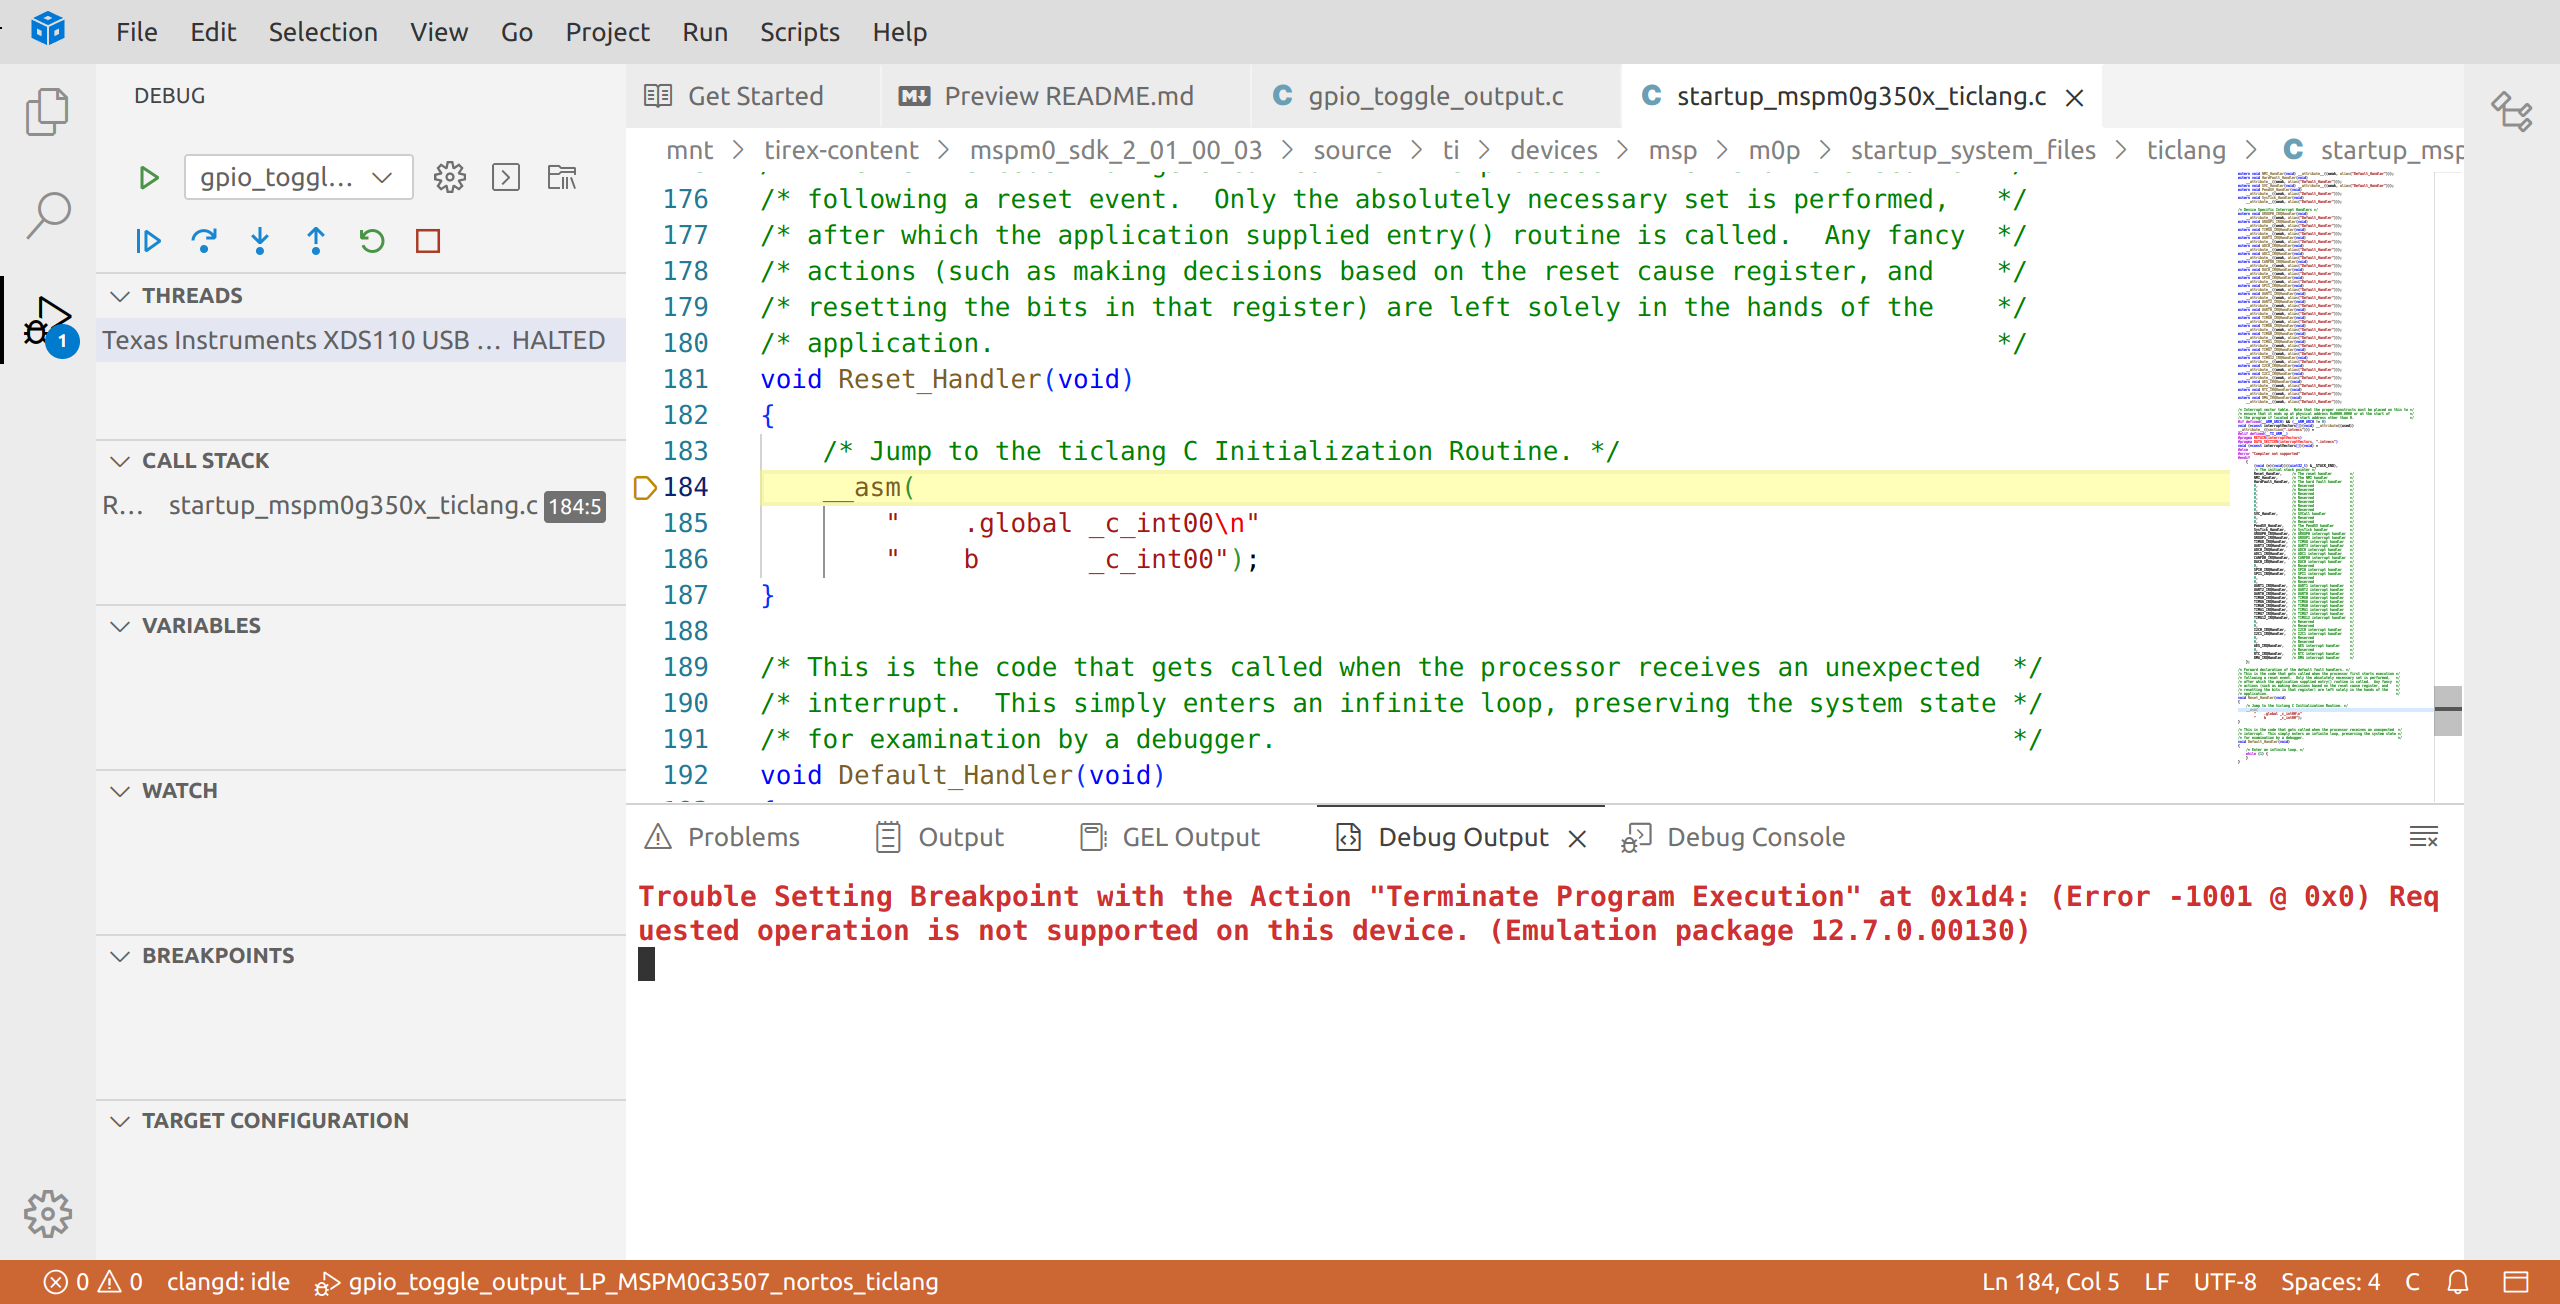 File Edit Selection View Go Project Run Scripts Help
DEBUG
gpio_toggl...
THREADS
Texas Instruments XDS110 USB ... HALTED
CALL STACK
R... startup_mspm0g350x_ticlang.c 184:5
VARIABLES
WATCH
BREAKPOINTS
TARGET CONFIGURATION
1
Get Started Preview README.md gpio_toggle_output.c startup_mspm0g350x_ticlang.c
mnt > tirex-content > mspm0_sdk_2_01_00_03 > source > ti > devices > msp > m0p > startup_system_files > ticlang > C startup_msp
176 /* following a reset event.  Only the absolutely necessary set is performed,   */
177 /* after which the application supplied entry() routine is called.  Any fancy  */
178 /* actions (such as making decisions based on the reset cause register, and    */
179 /* resetting the bits in that register) are left solely in the hands of the    */
180 /* application.                                                                */
181 void Reset_Handler(void)
182 {
183     /* Jump to the ticlang C Initialization Routine. */
184     __asm(
185         "    .global _c_int00\n"
186         "    b       _c_int00");
187 }
188
189 /* This is the code that gets called when the processor receives an unexpected  */
190 /* interrupt.  This simply enters an infinite loop, preserving the system state */
191 /* for examination by a debugger.                                               */
192 void Default_Handler(void)
Problems Output GEL Output Debug Output Debug Console
Trouble Setting Breakpoint with the Action "Terminate Program Execution" at 0x1d4: (Error -1001 @ 0x0) Req
uested operation is not supported on this device. (Emulation package 12.7.0.00130)
0 0 clangd: idle gpio_toggle_output_LP_MSPM0G3507_nortos_ticlang Ln 184, Col 5 LF UTF-8 Spaces: 4 C